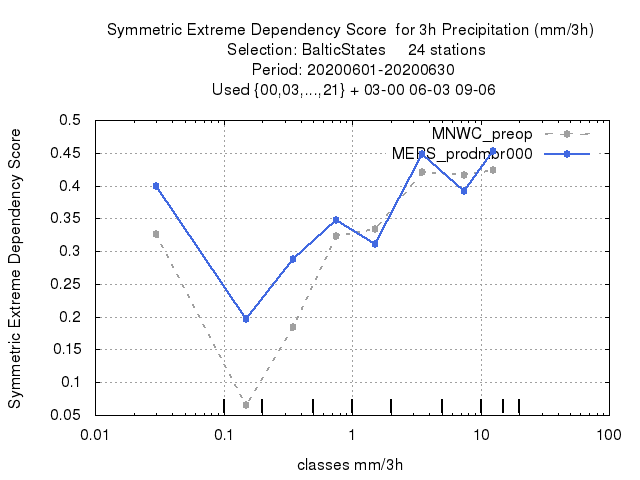 Symmetric Extreme Dependency Score  for 3h Precipitation (mm/3h)
Selection: BalticStates     24 stations
Period: 20200601-20200630
Used {00,03,...,21} + 03-00 06-03 09-06
MNWC_preop
MEPS_prodmbr000
Symmetric Extreme Dependency Score
0.5
0.45
0.4
0.35
0.3
0.25
0.2
0.15
0.1
0.05
0.01 0.1 1 10 100
classes mm/3h